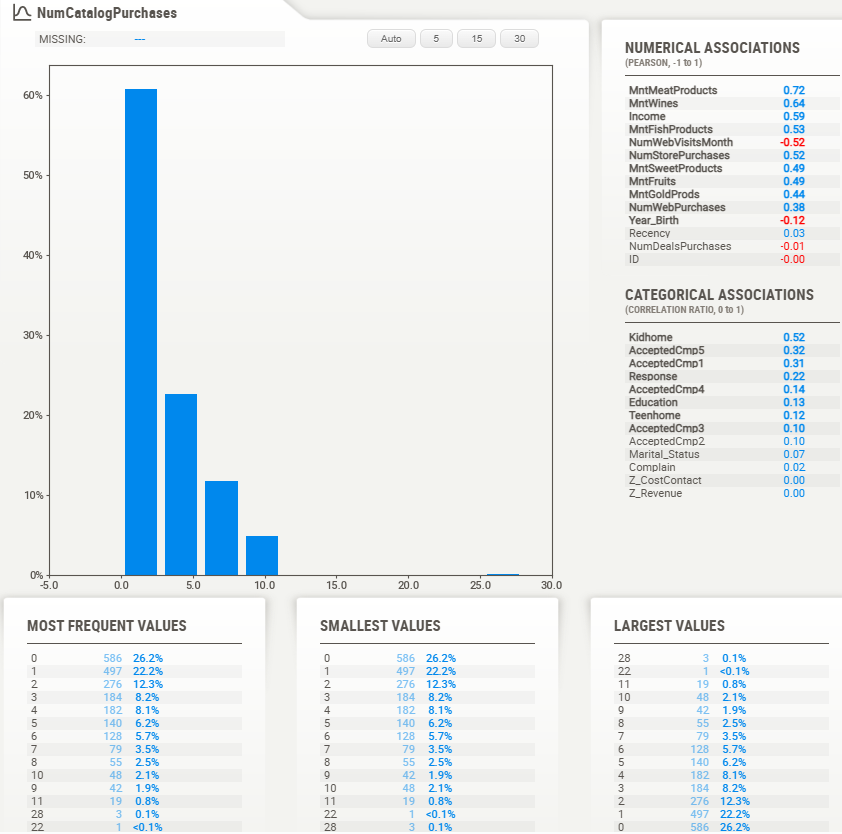 NumCatalogPurchases
MISSING: ---
Auto 5 15 30
60%
50%
40%
30%
20%
10%
0%
-5.0 0.0 5.0 10.0 15.0 20.0 25.0 30.0
NUMERICAL ASSOCIATIONS
(PEARSON, -1 to 1)
MntMeatProducts 0.72
MntWines 0.64
Income 0.59
MntFishProducts 0.53
NumWebVisitsMonth -0.52
NumStorePurchases 0.52
MntSweetProducts 0.49
MntFruits 0.49
MntGoldProds 0.44
NumWebPurchases 0.38
Year_Birth -0.12
Recency 0.03
NumDealsPurchases -0.01
ID -0.00
CATEGORICAL ASSOCIATIONS
(CORRELATION RATIO, 0 to 1)
Kidhome 0.52
AcceptedCmp5 0.32
AcceptedCmp1 0.31
Response 0.22
AcceptedCmp4 0.14
Education 0.13
Teenhome 0.12
AcceptedCmp3 0.10
AcceptedCmp2 0.10
Marital_Status 0.07
Complain 0.02
Z_CostContact 0.00
Z_Revenue 0.00
MOST FREQUENT VALUES
0 586 26.2%
1 497 22.2%
2 276 12.3%
3 184 8.2%
4 182 8.1%
5 140 6.2%
6 128 5.7%
7 79 3.5%
8 55 2.5%
10 48 2.1%
9 42 1.9%
11 19 0.8%
28 3 0.1%
22 1 <0.1%
SMALLEST VALUES
0 586 26.2%
1 497 22.2%
2 276 12.3%
3 184 8.2%
4 182 8.1%
5 140 6.2%
6 128 5.7%
7 79 3.5%
8 55 2.5%
9 42 1.9%
10 48 2.1%
11 19 0.8%
22 1 <0.1%
28 3 0.1%
LARGEST VALUES
28 3 0.1%
22 1 <0.1%
11 19 0.8%
10 48 2.1%
9 42 1.9%
8 55 2.5%
7 79 3.5%
6 128 5.7%
5 140 6.2%
4 182 8.1%
3 184 8.2%
2 276 12.3%
1 497 22.2%
0 586 26.2%